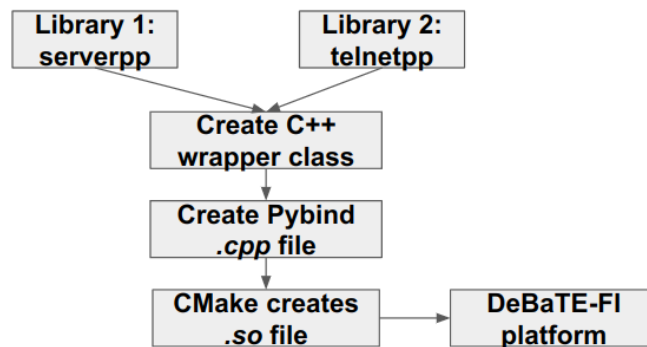 Library 1:
serverpp
Library 2:
telnetpp
Create C++
wrapper class
Create Pybind
.cpp file
CMake creates
.so file
DeBaTE-FI
platform